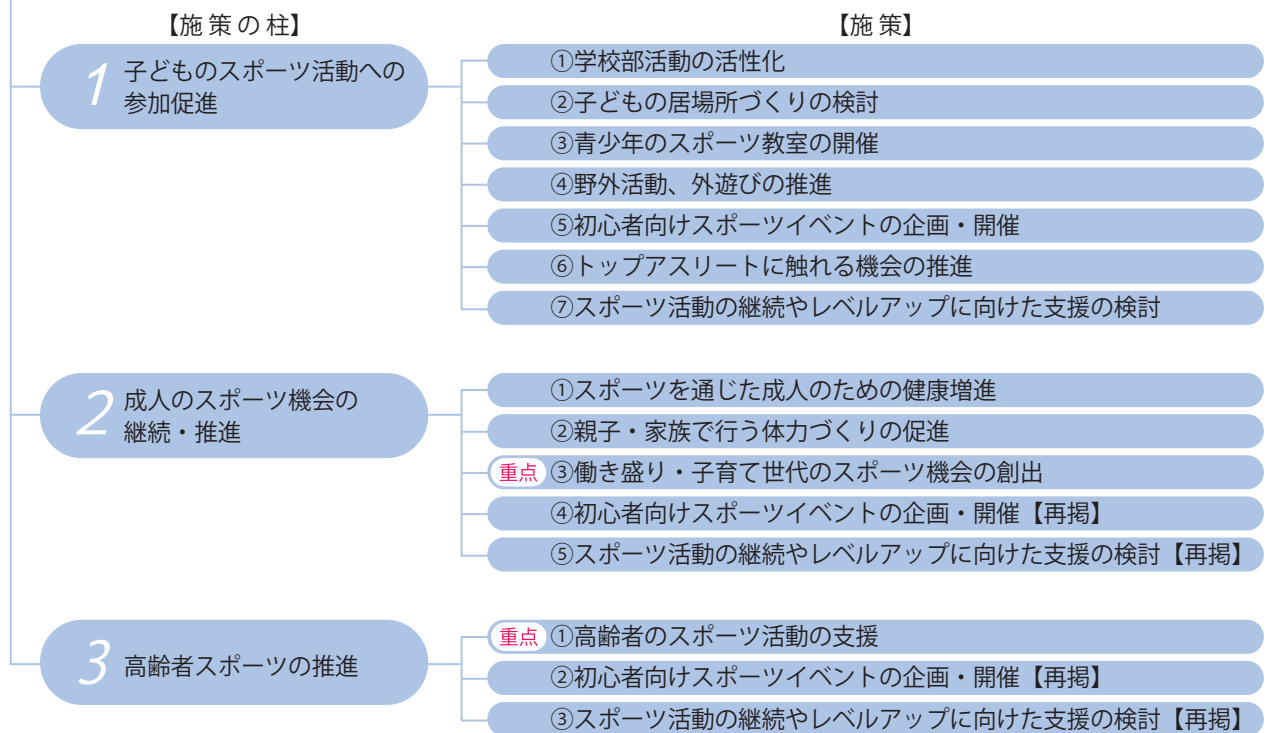 【施策の柱】
【施策】
1 子どものスポーツ活動への
参加促進
①学校部活動の活性化
②子どもの居場所づくりの検討
③青少年のスポーツ教室の開催
④野外活動、外遊びの推進
⑤初心者向けスポーツイベントの企画・開催
⑥トップアスリートに触れる機会の推進
⑦スポーツ活動の継続やレベルアップに向けた支援の検討
2 成人のスポーツ機会の
継続・推進
①スポーツを通じた成人のための健康増進
②親子・家族で行う体力づくりの促進
重点 ③働き盛り・子育て世代のスポーツ機会の創出
④初心者向けスポーツイベントの企画・開催【再掲】
⑤スポーツ活動の継続やレベルアップに向けた支援の検討【再掲】
3 高齢者スポーツの推進
重点 ①高齢者のスポーツ活動の支援
②初心者向けスポーツイベントの企画・開催【再掲】
③スポーツ活動の継続やレベルアップに向けた支援の検討【再掲】